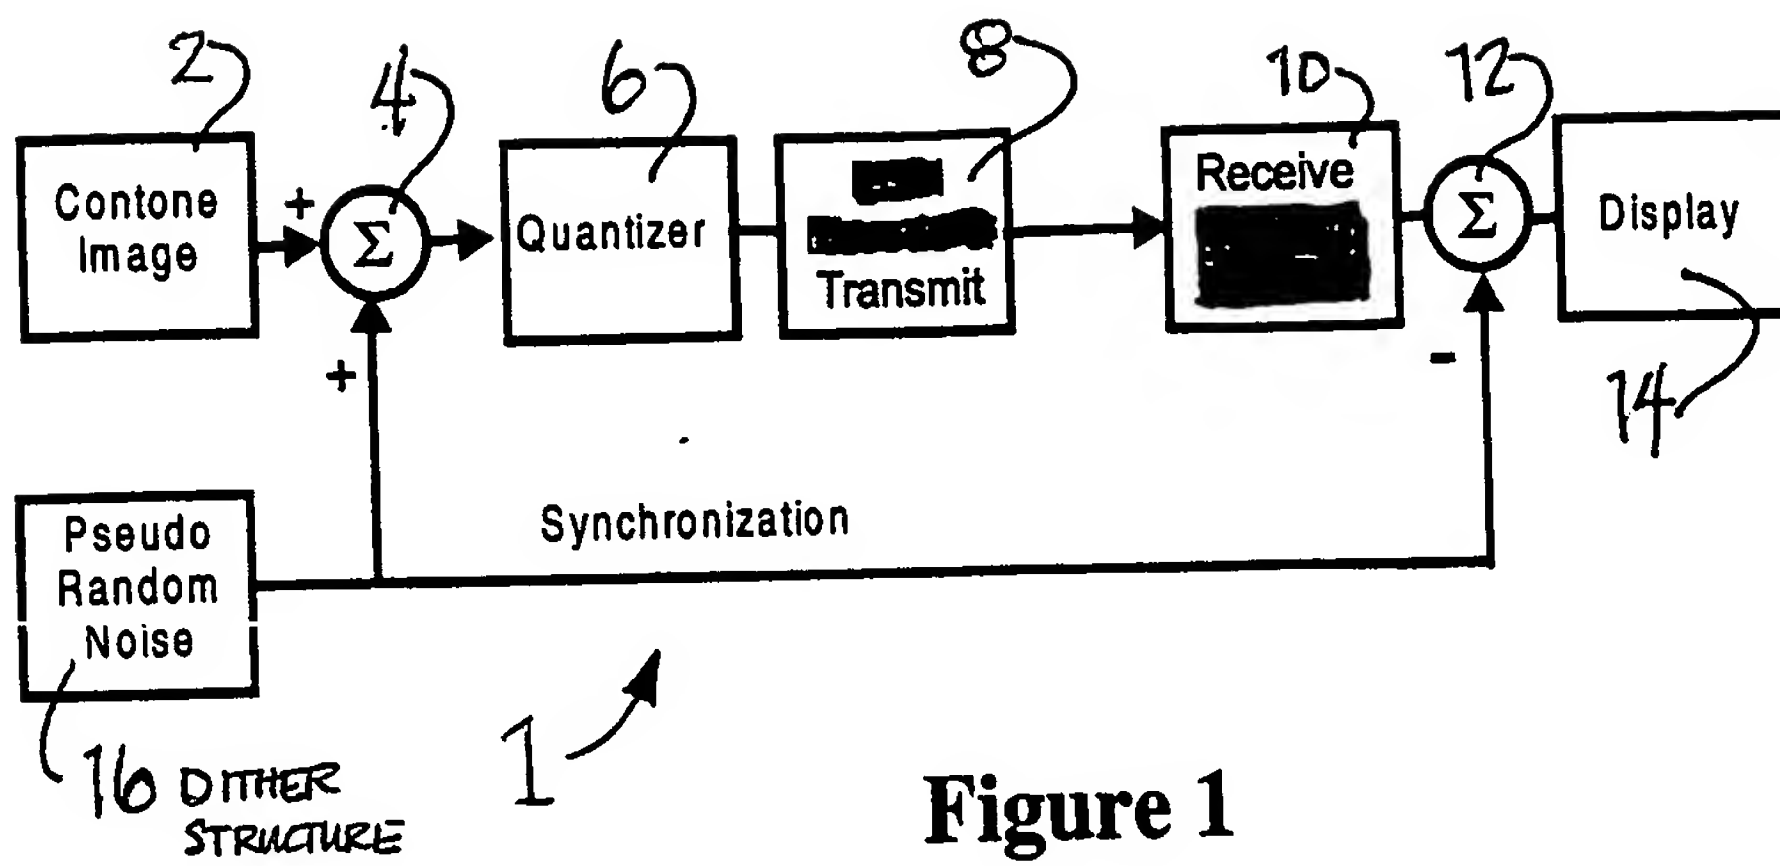 2
4
6
8
10
12
Contone
Image
+
Σ
Quantizer
Transmit
Receive
Σ
Display
+
-
14
Synchronization
Pseudo
Random
Noise
16 DITHER
STRUCTURE
1
Figure 1